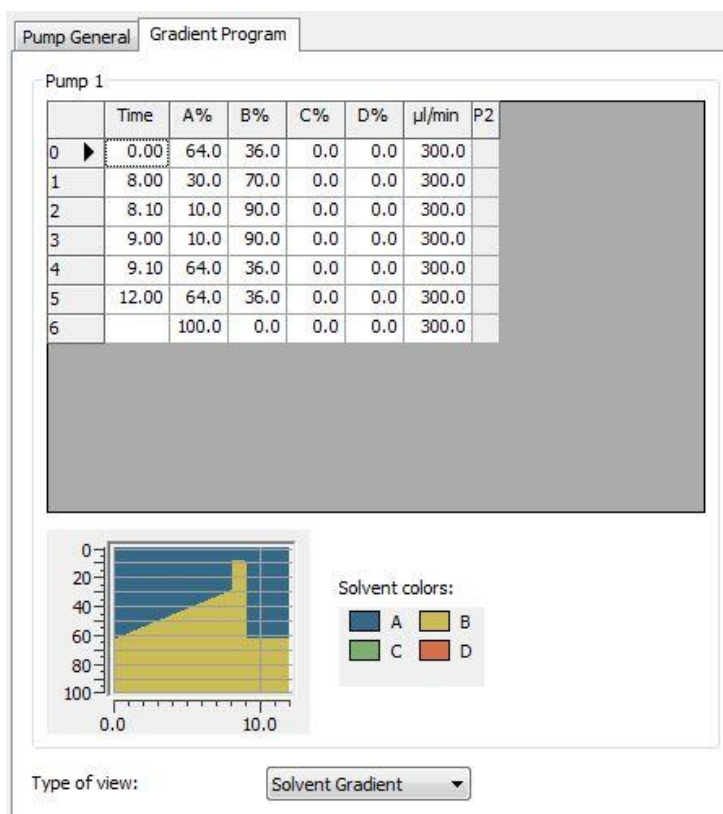 Pump General Gradient Program
Pump 1
Time A% B% C% D% µl/min P2
0 0.00 64.0 36.0 0.0 0.0 300.0
1 8.00 30.0 70.0 0.0 0.0 300.0
2 8.10 10.0 90.0 0.0 0.0 300.0
3 9.00 10.0 90.0 0.0 0.0 300.0
4 9.10 64.0 36.0 0.0 0.0 300.0
5 12.00 64.0 36.0 0.0 0.0 300.0
6 100.0 0.0 0.0 0.0 300.0
0
20
40
60
80
100
0.0 10.0
Solvent colors:
A B
C D
Type of view: Solvent Gradient